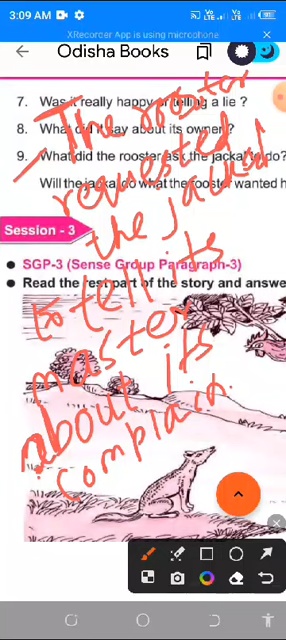 3:09 AM
XRecorder App is using microphone
Odisha Books
7. Was it really happy or telling a lie ?
8. What did it say about its owner ?
9. What did the rooster ask the jackal to do?
Will the jackal do what the rooster wanted h
Session - 3
SGP-3 (Sense Group Paragraph-3)
Read the rest part of the story and answe
The rooster
requested
the jackal
to tell its
master
about its
complain.